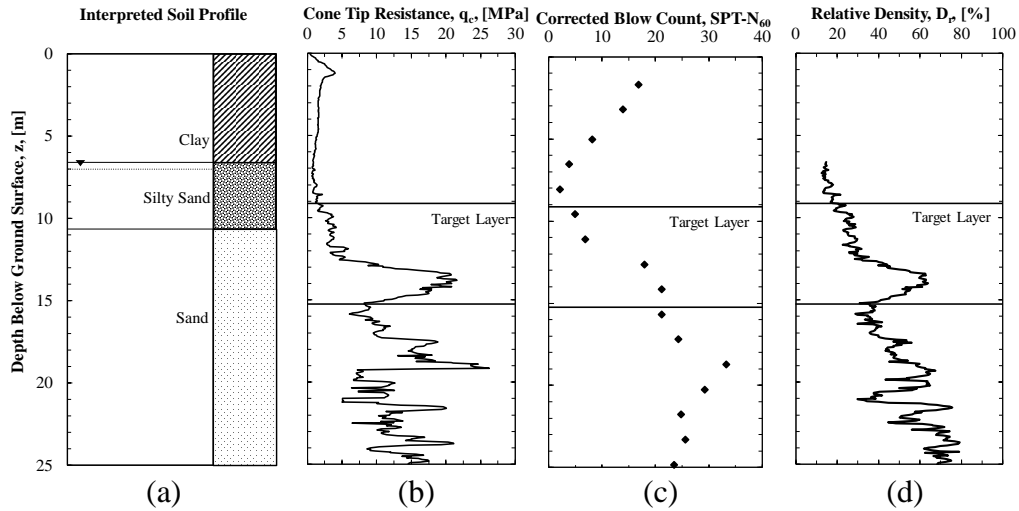 Interpreted Soil Profile
Cone Tip Resistance, qc, [MPa]
Corrected Blow Count, SPT-N60
Relative Density, Dr, [%]
0 5 10 15 20 25 30
0 10 20 30 40
0 20 40 60 80 100
Depth Below Ground Surface, z, [m]
0
5
10
15
20
25
Clay
Silty Sand
Sand
Target Layer
Target Layer
Target Layer
(a)
(b)
(c)
(d)